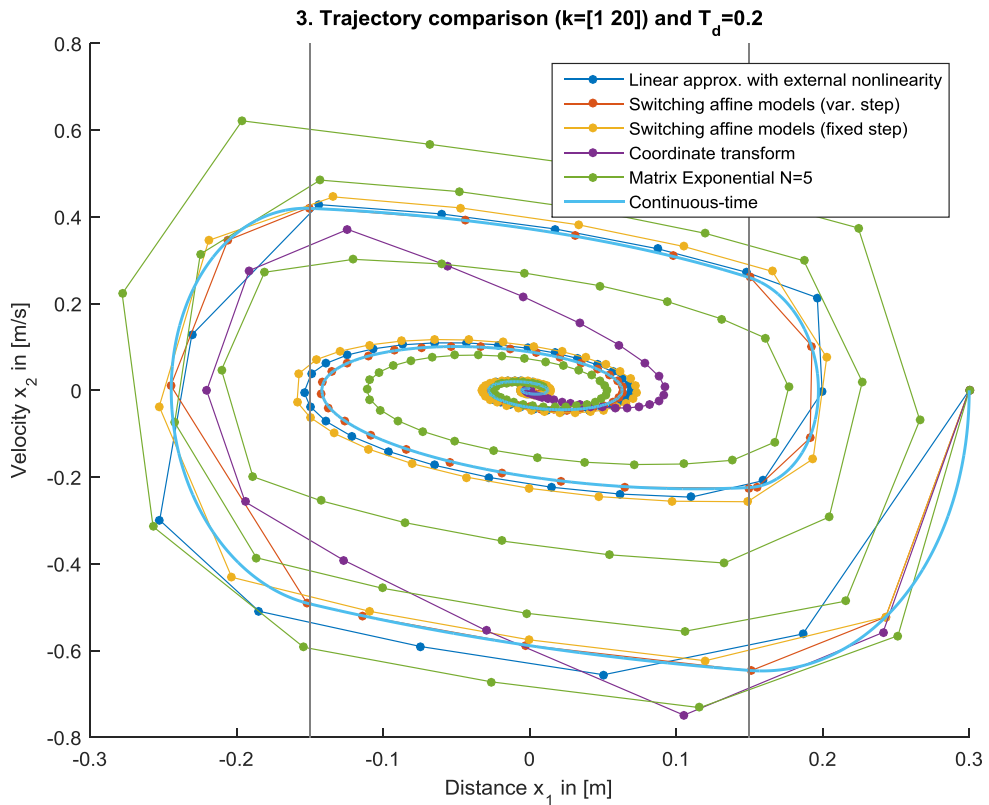 3. Trajectory comparison (k=[1 20]) and T_d=0.2
0.8
0.6
0.4
0.2
0
-0.2
-0.4
-0.6
-0.8
Velocity x_2 in [m/s]
Linear approx. with external nonlinearity
Switching affine models (var. step)
Switching affine models (fixed step)
Coordinate transform
Matrix Exponential N=5
Continuous-time
-0.3 -0.2 -0.1 0 0.1 0.2 0.3
Distance x_1 in [m]